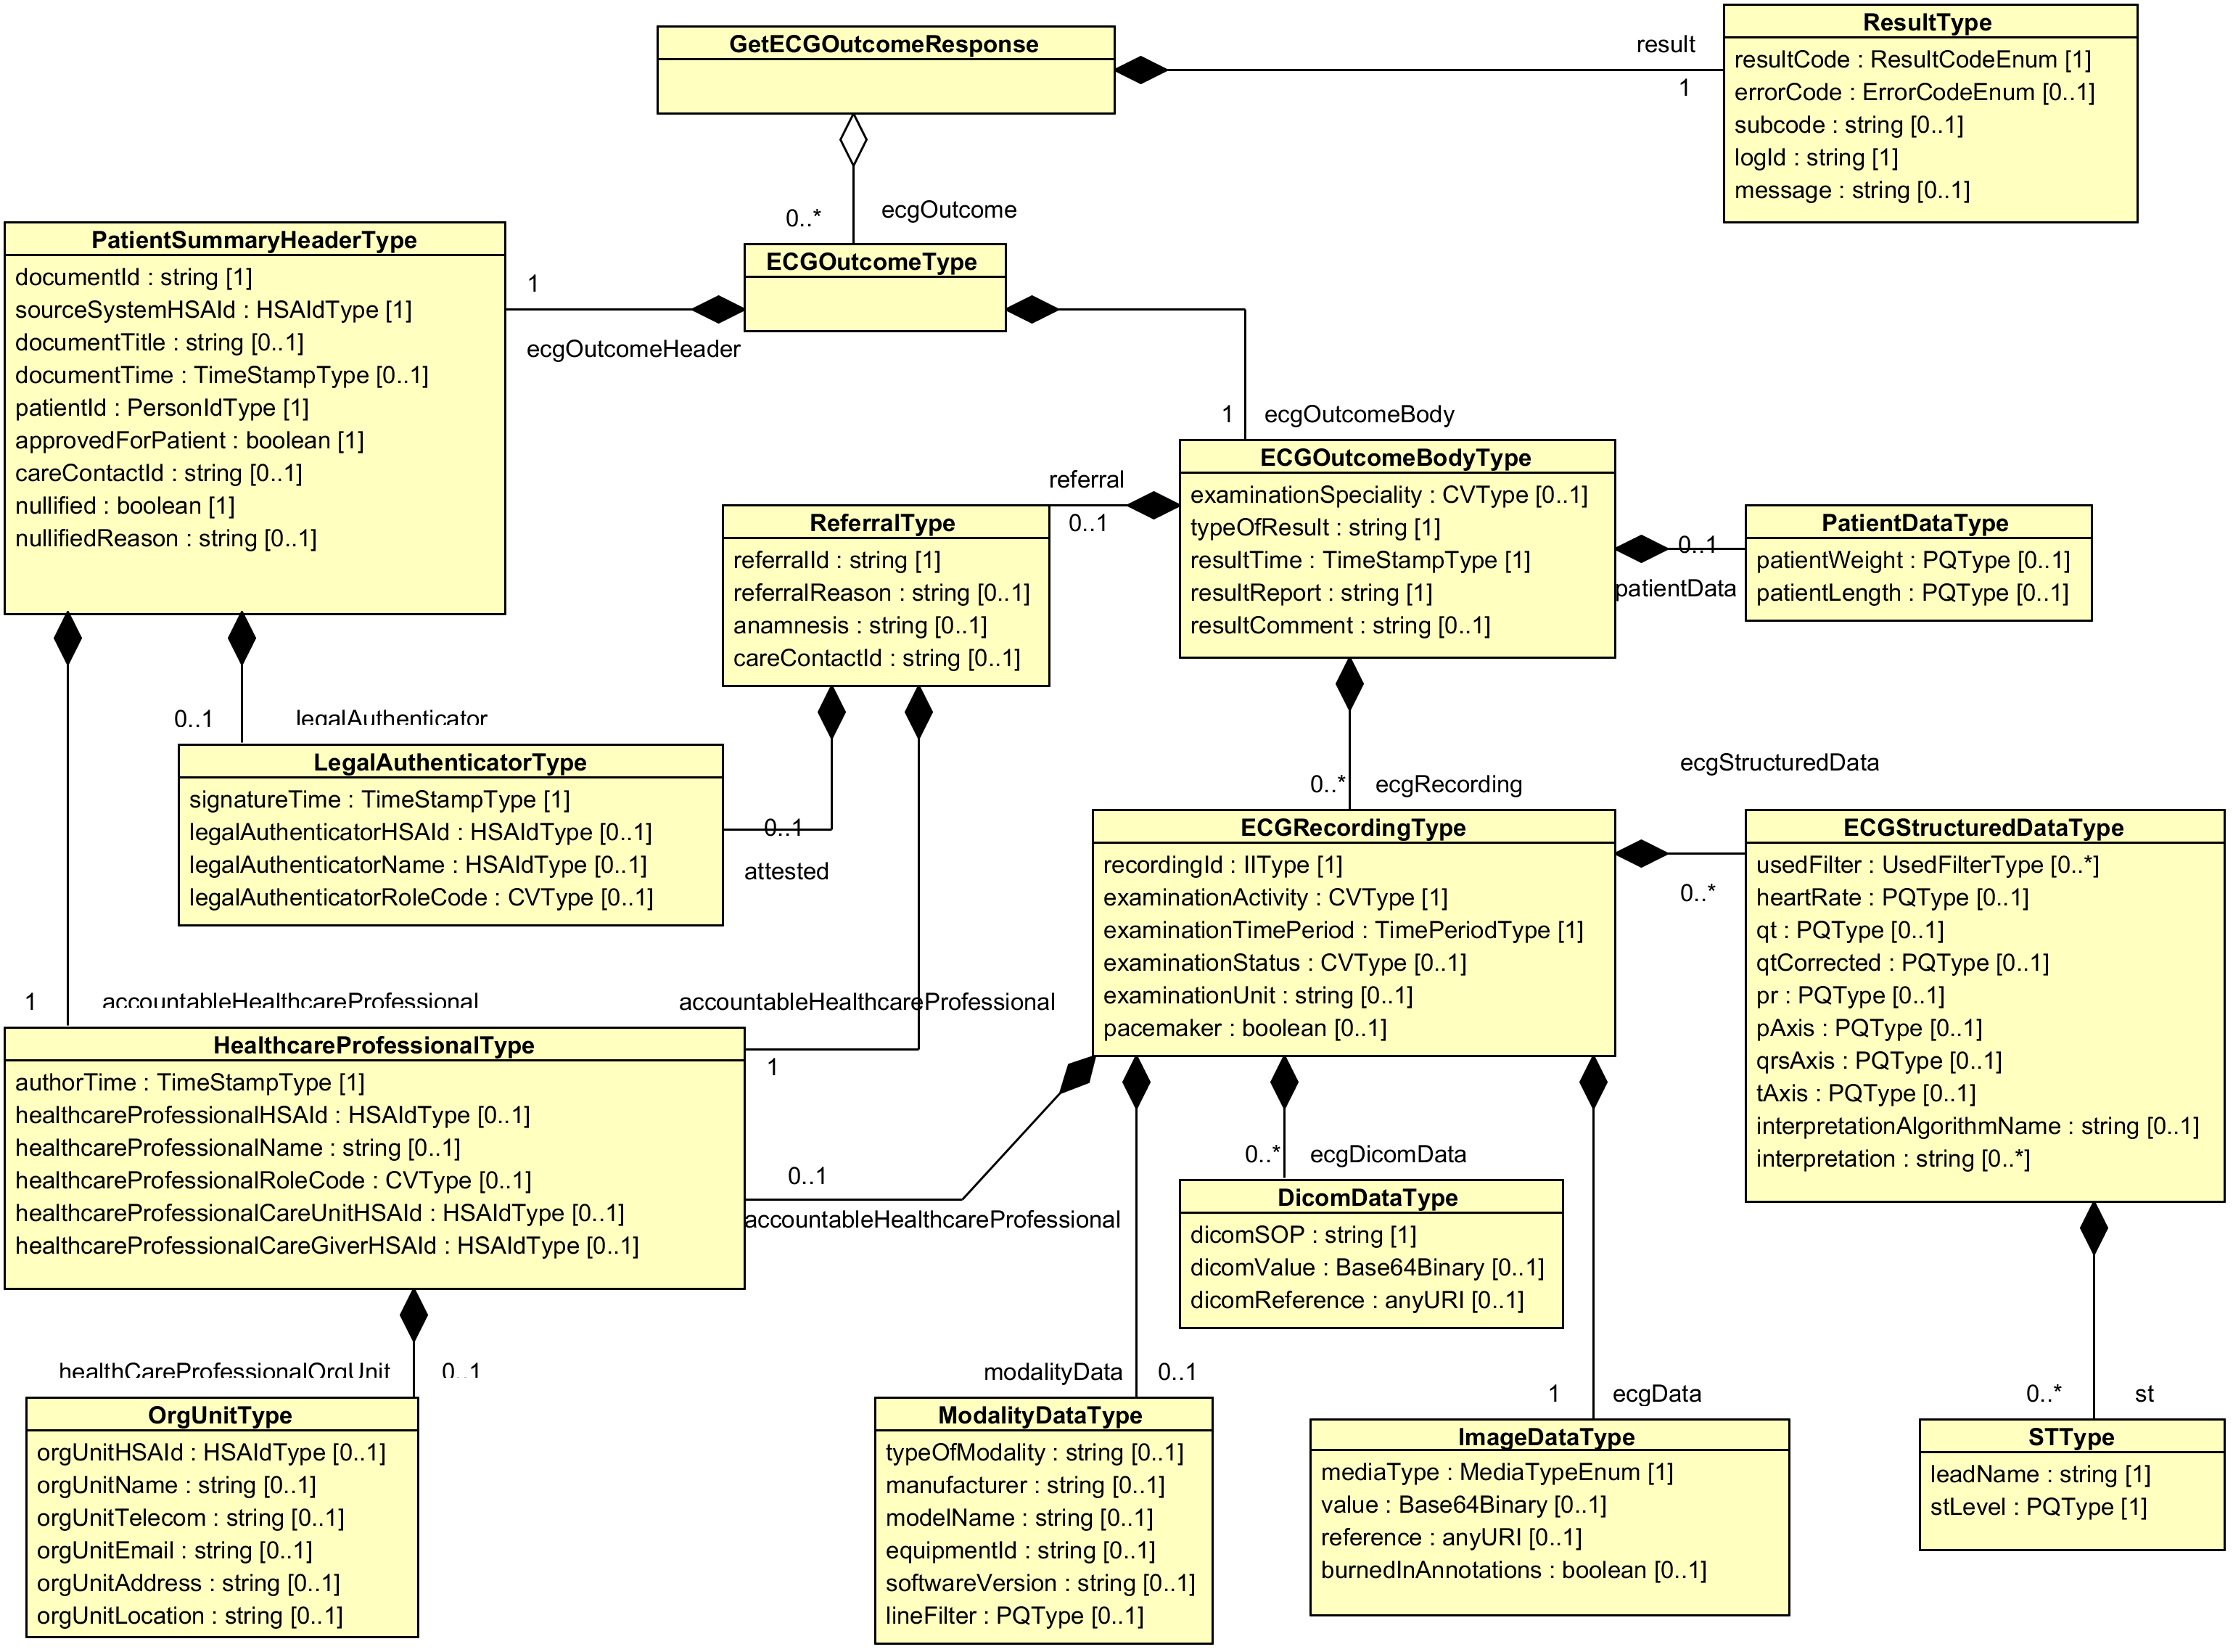 GetECGOutcomeResponse
result
1
ResultType
resultCode : ResultCodeEnum [1]
errorCode : ErrorCodeEnum [0..1]
subcode : string [0..1]
logId : string [1]
message : string [0..1]
0..*
ecgOutcome
PatientSummaryHeaderType
documentId : string [1]
sourceSystemHSAId : HSAIdType [1]
documentTitle : string [0..1]
documentTime : TimeStampType [0..1]
patientId : PersonIdType [1]
approvedForPatient : boolean [1]
careContactId : string [0..1]
nullified : boolean [1]
nullifiedReason : string [0..1]
1
ecgOutcomeHeader
ECGOutcomeType
1
ecgOutcomeBody
ECGOutcomeBodyType
examinationSpeciality : CVType [0..1]
typeOfResult : string [1]
resultTime : TimeStampType [1]
resultReport : string [1]
resultComment : string [0..1]
referral
0..1
ReferralType
referralId : string [1]
referralReason : string [0..1]
anamnesis : string [0..1]
careContactId : string [0..1]
0..1
patientData
PatientDataType
patientWeight : PQType [0..1]
patientLength : PQType [0..1]
0..1
legalAuthenticator
LegalAuthenticatorType
signatureTime : TimeStampType [1]
legalAuthenticatorHSAId : HSAIdType [0..1]
legalAuthenticatorName : HSAIdType [0..1]
legalAuthenticatorRoleCode : CVType [0..1]
0..1
attested
0..*
ecgRecording
ECGRecordingType
recordingId : IIType [1]
examinationActivity : CVType [1]
examinationTimePeriod : TimePeriodType [1]
examinationStatus : CVType [0..1]
examinationUnit : string [0..1]
pacemaker : boolean [0..1]
ecgStructuredData
0..*
ECGStructuredDataType
usedFilter : UsedFilterType [0..*]
heartRate : PQType [0..1]
qt : PQType [0..1]
qtCorrected : PQType [0..1]
pr : PQType [0..1]
pAxis : PQType [0..1]
qrsAxis : PQType [0..1]
tAxis : PQType [0..1]
interpretationAlgorithmName : string [0..1]
interpretation : string [0..*]
1
accountableHealthcareProfessional
accountableHealthcareProfessional
1
HealthcareProfessionalType
authorTime : TimeStampType [1]
healthcareProfessionalHSAId : HSAIdType [0..1]
healthcareProfessionalName : string [0..1]
healthcareProfessionalRoleCode : CVType [0..1]
healthcareProfessionalCareUnitHSAId : HSAIdType [0..1]
healthcareProfessionalCareGiverHSAId : HSAIdType [0..1]
0..1
accountableHealthcareProfessional
0..*
ecgDicomData
DicomDataType
dicomSOP : string [1]
dicomValue : Base64Binary [0..1]
dicomReference : anyURI [0..1]
healthCareProfessionalOrgUnit
0..1
OrgUnitType
orgUnitHSAId : HSAIdType [0..1]
orgUnitName : string [0..1]
orgUnitTelecom : string [0..1]
orgUnitEmail : string [0..1]
orgUnitAddress : string [0..1]
orgUnitLocation : string [0..1]
modalityData
0..1
ModalityDataType
typeOfModality : string [0..1]
manufacturer : string [0..1]
modelName : string [0..1]
equipmentId : string [0..1]
softwareVersion : string [0..1]
lineFilter : PQType [0..1]
1
ecgData
ImageDataType
mediaType : MediaTypeEnum [1]
value : Base64Binary [0..1]
reference : anyURI [0..1]
burnedInAnnotations : boolean [0..1]
0..*
st
STType
leadName : string [1]
stLevel : PQType [1]